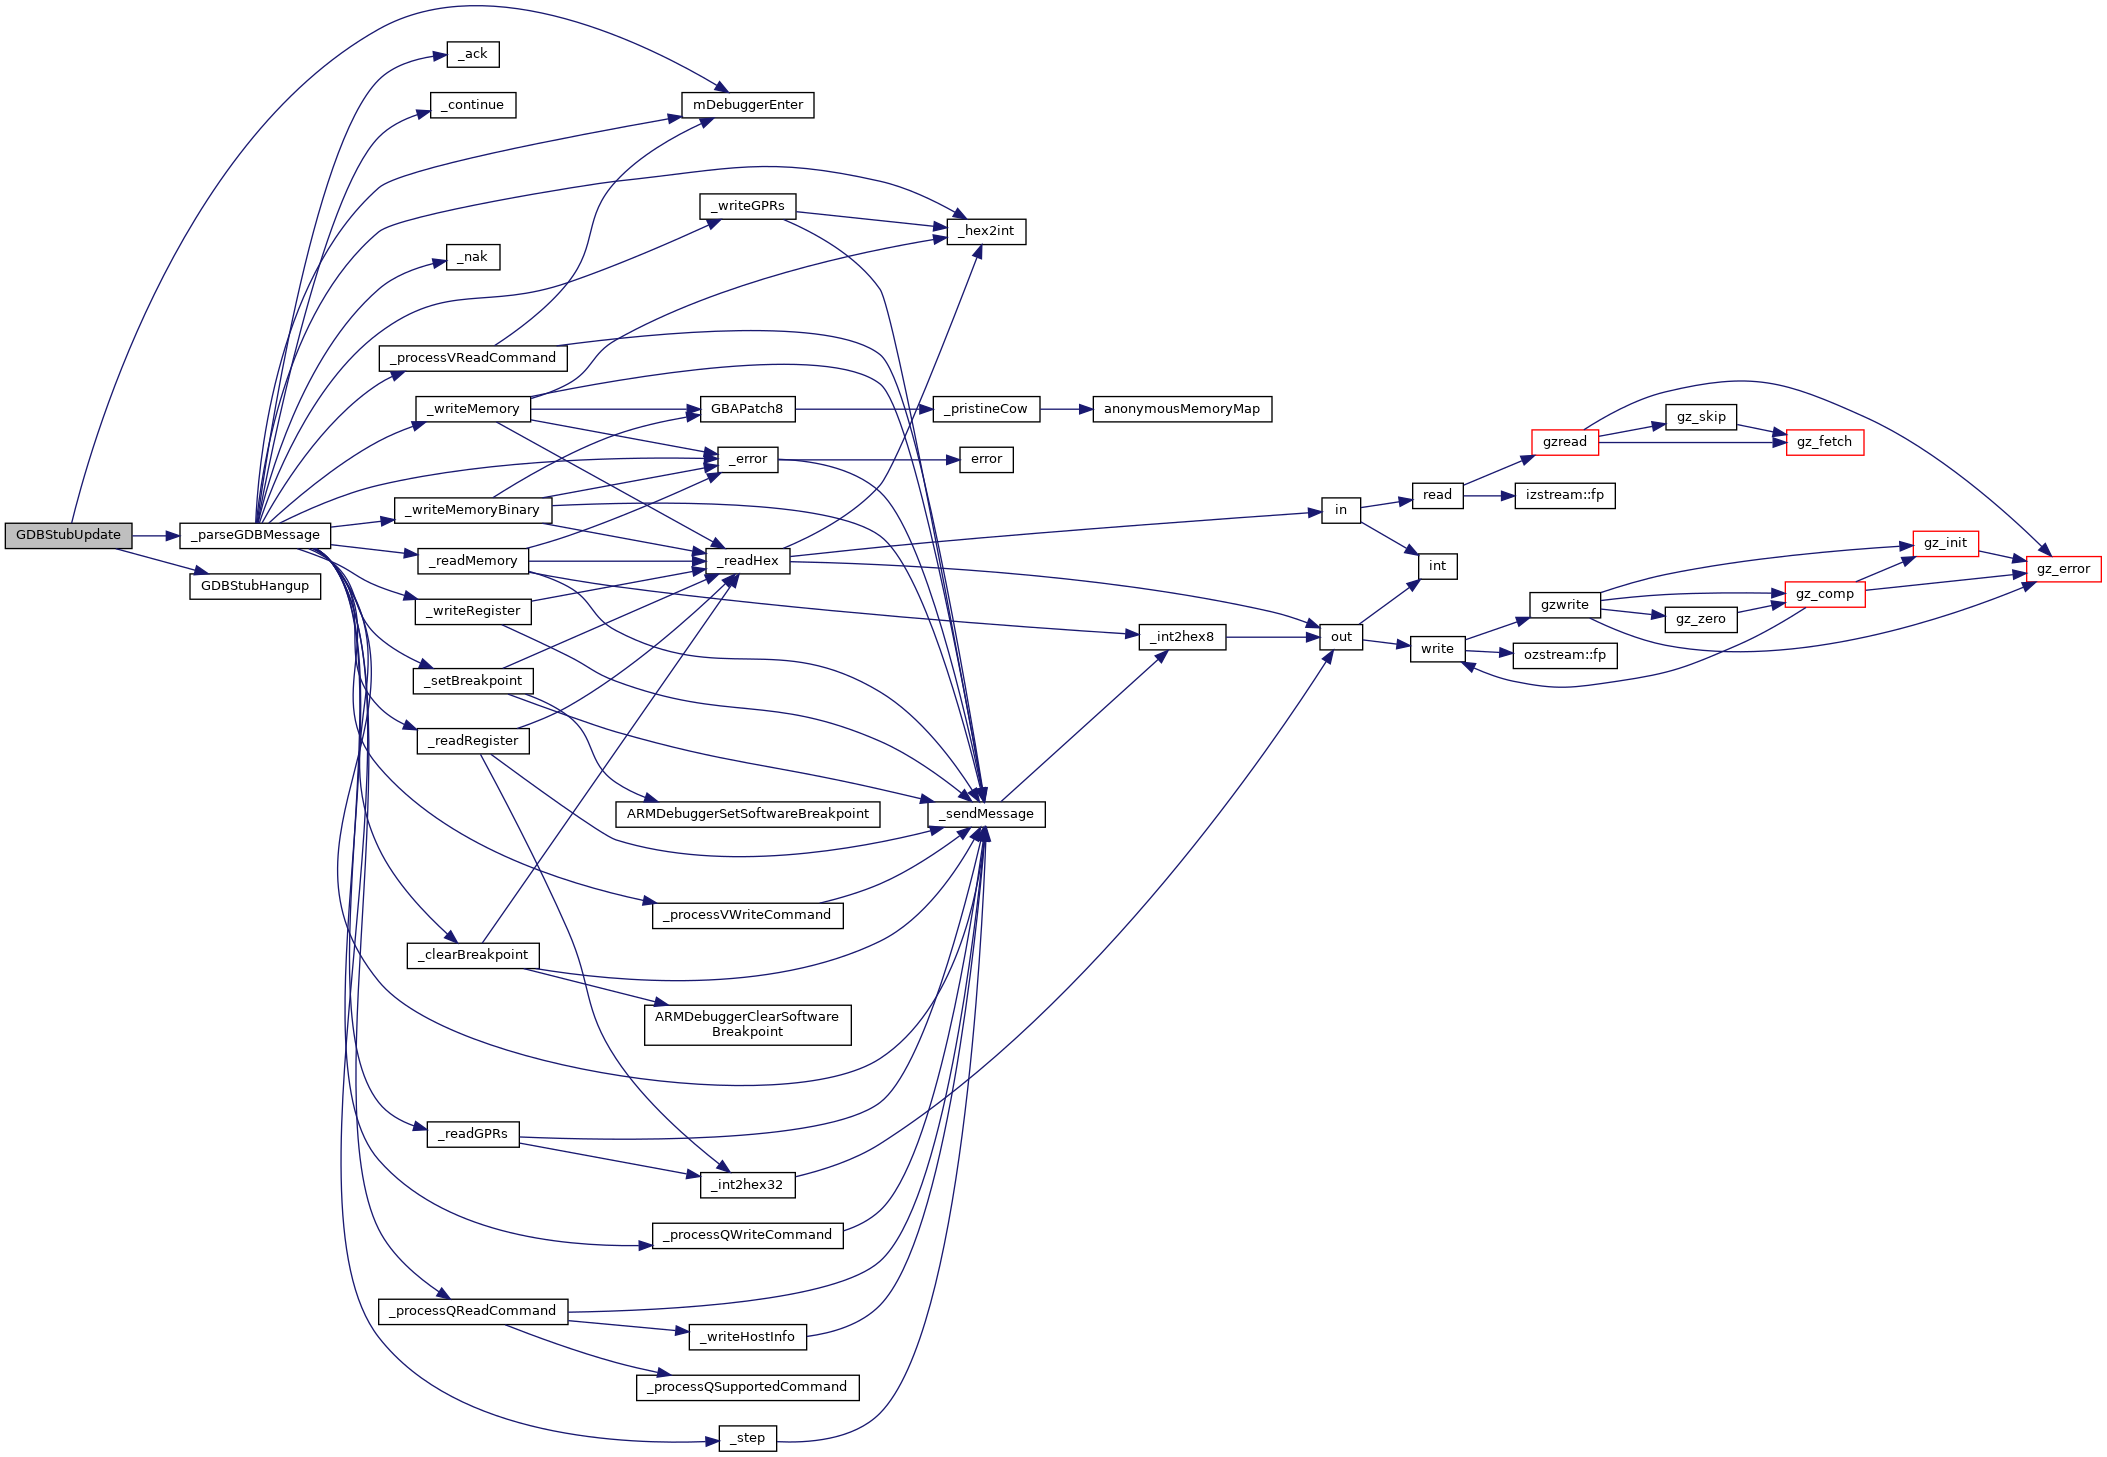 GDBStubUpdate
_parseGDBMessage
GDBStubHangup
_ack
_continue
_nak
_processVReadCommand
_writeMemory
_writeMemoryBinary
_readMemory
_writeRegister
_setBreakpoint
_readRegister
_clearBreakpoint
_readGPRs
_processQReadCommand
mDebuggerEnter
_writeGPRs
GBAPatch8
_error
_readHex
ARMDebuggerSetSoftwareBreakpoint
_processVWriteCommand
ARMDebuggerClearSoftware
Breakpoint
_int2hex32
_processQWriteCommand
_writeHostInfo
_processQSupportedCommand
_step
_hex2int
_pristineCow
error
_sendMessage
anonymousMemoryMap
_int2hex8
in
out
read
int
write
gzread
izstream::fp
gzwrite
ozstream::fp
gz_skip
gz_zero
gz_fetch
gz_comp
gz_init
gz_error